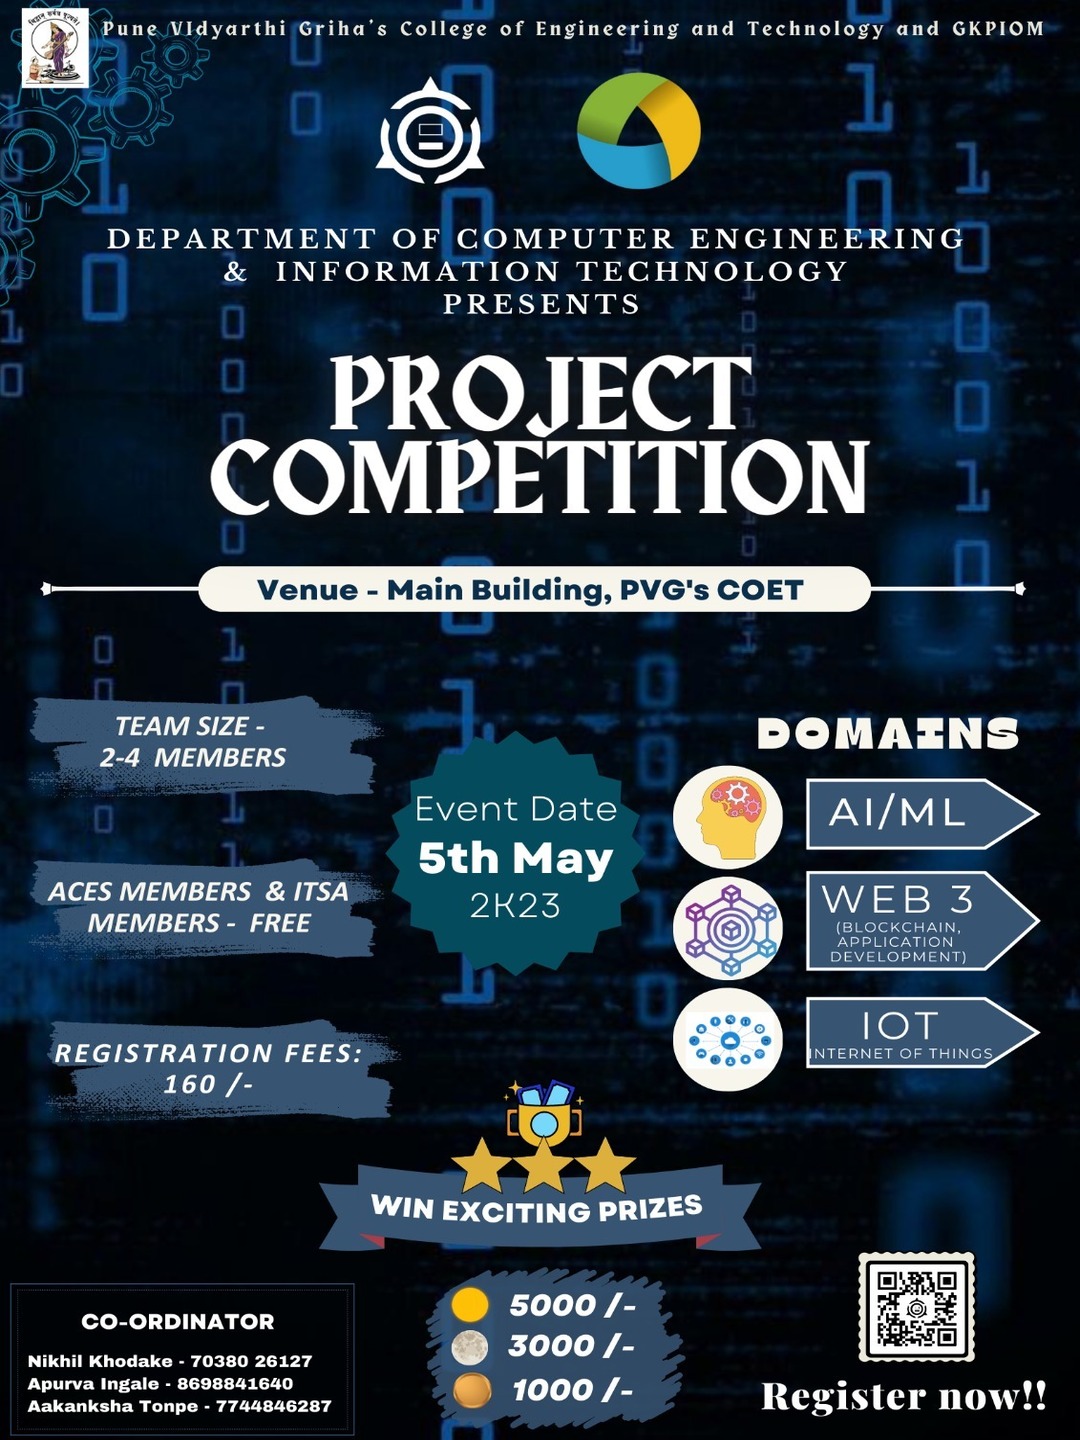 Pune VIdyarthi Griha's College of Engineering and Technology and GKPIOM
DEPARTMENT OF COMPUTER ENGINEERING
& INFORMATION TECHNOLOGY
PRESENTS
PROJECT
COMPETITION
Venue - Main Building, PVG's COET
TEAM SIZE -
2-4 MEMBERS
ACES MEMBERS & ITSA
MEMBERS - FREE
REGISTRATION FEES:
160 /-
Event Date
5th May
2K23
DOMAINS
AI/ML
WEB 3
(BLOCKCHAIN,
APPLICATION
DEVELOPMENT)
IOT
INTERNET OF THINGS
WIN EXCITING PRIZES
5000 /-
3000 /-
1000 /-
CO-ORDINATOR
Nikhil Khodake - 70380 26127
Apurva Ingale - 8698841640
Aakanksha Tonpe - 7744846287
Register now!!